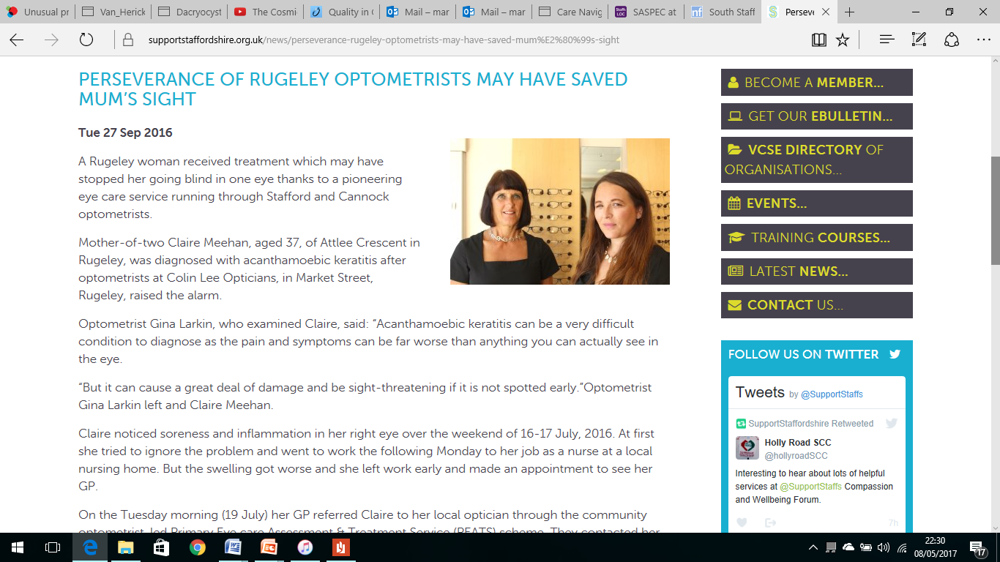 Unusual pr
Van_Herick
Dacryocyst
The Cosmi
Quality in
Mail – mar
Mail – mar
Care Navig
SASPEC at
South Staff
Perseve
supportstaffordshire.org.uk/news/perseverance-rugeley-optometrists-may-have-saved-mum%E2%80%99s-sight
PERSEVERANCE OF RUGELEY OPTOMETRISTS MAY HAVE SAVED
MUM'S SIGHT
Tue 27 Sep 2016
A Rugeley woman received treatment which may have
stopped her going blind in one eye thanks to a pioneering
eye care service running through Stafford and Cannock
optometrists.
Mother-of-two Claire Meehan, aged 37, of Attlee Crescent in
Rugeley, was diagnosed with acanthamoebic keratitis after
optometrists at Colin Lee Opticians, in Market Street,
Rugeley, raised the alarm.
Optometrist Gina Larkin, who examined Claire, said: “Acanthamoebic keratitis can be a very difficult
condition to diagnose as the pain and symptoms can be far worse than anything you can actually see in
the eye.
“But it can cause a great deal of damage and be sight-threatening if it is not spotted early.”Optometrist
Gina Larkin left and Claire Meehan.
Claire noticed soreness and inflammation in her right eye over the weekend of 16-17 July, 2016. At first
she tried to ignore the problem and went to work the following Monday to her job as a nurse at a local
nursing home. But the swelling got worse and she left work early and made an appointment to see her
GP.
On the Tuesday morning (19 July) her GP referred Claire to her local optician through the community
optometrist-led Primary Eye care Assessment & Treatment Service (PEATS) scheme. They contacted her
BECOME A MEMBER...
GET OUR EBULLETIN...
VCSE DIRECTORY OF
ORGANISATIONS...
EVENTS...
TRAINING COURSES...
LATEST NEWS...
CONTACT US...
FOLLOW US ON TWITTER
Tweets by @SupportStaffs
SupportStaffordshire Retweeted
Holly Road SCC
@hollyroadSCC
Interesting to hear about lots of helpful
services at @SupportStaffs Compassion
and Wellbeing Forum.
7h
22:30
08/05/2017
17